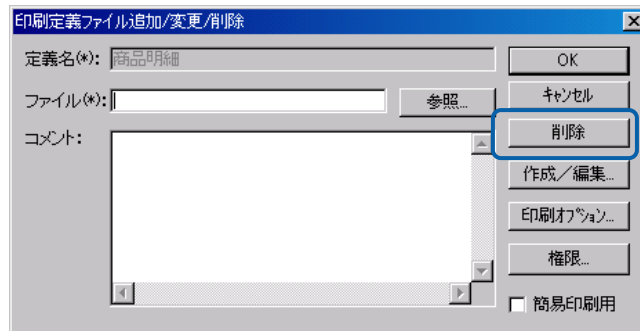 印刷定義ファイル追加/変更/削除
定義名(*): 商品明細
OK
ファイル(*):
参照...
キャンセル
コメント:
削除
作成／編集...
印刷オプション...
権限...
簡易印刷用